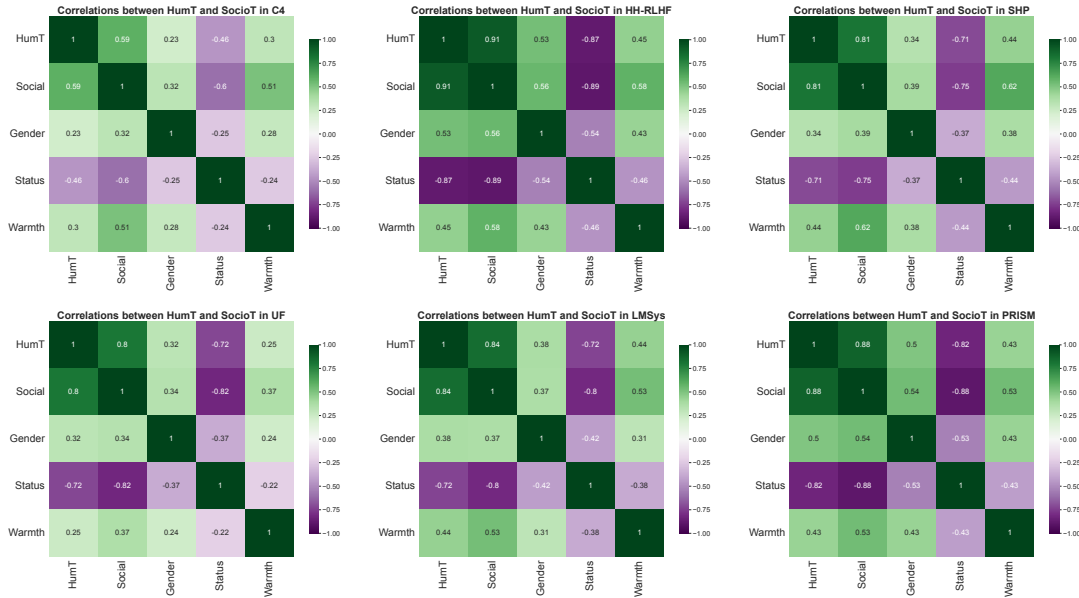 Correlations between HumT and SocioT in C4
HumT 1 0.59 0.23 -0.46 0.3
Social 0.59 1 0.32 -0.6 0.51
Gender 0.23 0.32 1 -0.25 0.28
Status -0.46 -0.6 -0.25 1 -0.24
Warmth 0.3 0.51 0.28 -0.24 1
HumT Social Gender Status Warmth
1.00
0.75
0.50
0.25
0.00
-0.25
-0.50
-0.75
-1.00
Correlations between HumT and SocioT in HH-RLHF
HumT 1 0.91 0.53 -0.87 0.45
Social 0.91 1 0.56 -0.89 0.58
Gender 0.53 0.56 1 -0.54 0.43
Status -0.87 -0.89 -0.54 1 -0.46
Warmth 0.45 0.58 0.43 -0.46 1
HumT Social Gender Status Warmth
1.00
0.75
0.50
0.25
0.00
-0.25
-0.50
-0.75
-1.00
Correlations between HumT and SocioT in SHP
HumT 1 0.81 0.34 -0.71 0.44
Social 0.81 1 0.39 -0.75 0.62
Gender 0.34 0.39 1 -0.37 0.38
Status -0.71 -0.75 -0.37 1 -0.44
Warmth 0.44 0.62 0.38 -0.44 1
HumT Social Gender Status Warmth
1.00
0.75
0.50
0.25
0.00
-0.25
-0.50
-0.75
-1.00
Correlations between HumT and SocioT in UF
HumT 1 0.8 0.32 -0.72 0.25
Social 0.8 1 0.34 -0.82 0.37
Gender 0.32 0.34 1 -0.37 0.24
Status -0.72 -0.82 -0.37 1 -0.22
Warmth 0.25 0.37 0.24 -0.22 1
HumT Social Gender Status Warmth
1.00
0.75
0.50
0.25
0.00
-0.25
-0.50
-0.75
-1.00
Correlations between HumT and SocioT in LMSys
HumT 1 0.84 0.38 -0.72 0.44
Social 0.84 1 0.37 -0.8 0.53
Gender 0.38 0.37 1 -0.42 0.31
Status -0.72 -0.8 -0.42 1 -0.38
Warmth 0.44 0.53 0.31 -0.38 1
HumT Social Gender Status Warmth
1.00
0.75
0.50
0.25
0.00
-0.25
-0.50
-0.75
-1.00
Correlations between HumT and SocioT in PRISM
HumT 1 0.88 0.5 -0.82 0.43
Social 0.88 1 0.54 -0.88 0.53
Gender 0.5 0.54 1 -0.53 0.43
Status -0.82 -0.88 -0.53 1 -0.43
Warmth 0.43 0.53 0.43 -0.43 1
HumT Social Gender Status Warmth
1.00
0.75
0.50
0.25
0.00
-0.25
-0.50
-0.75
-1.00